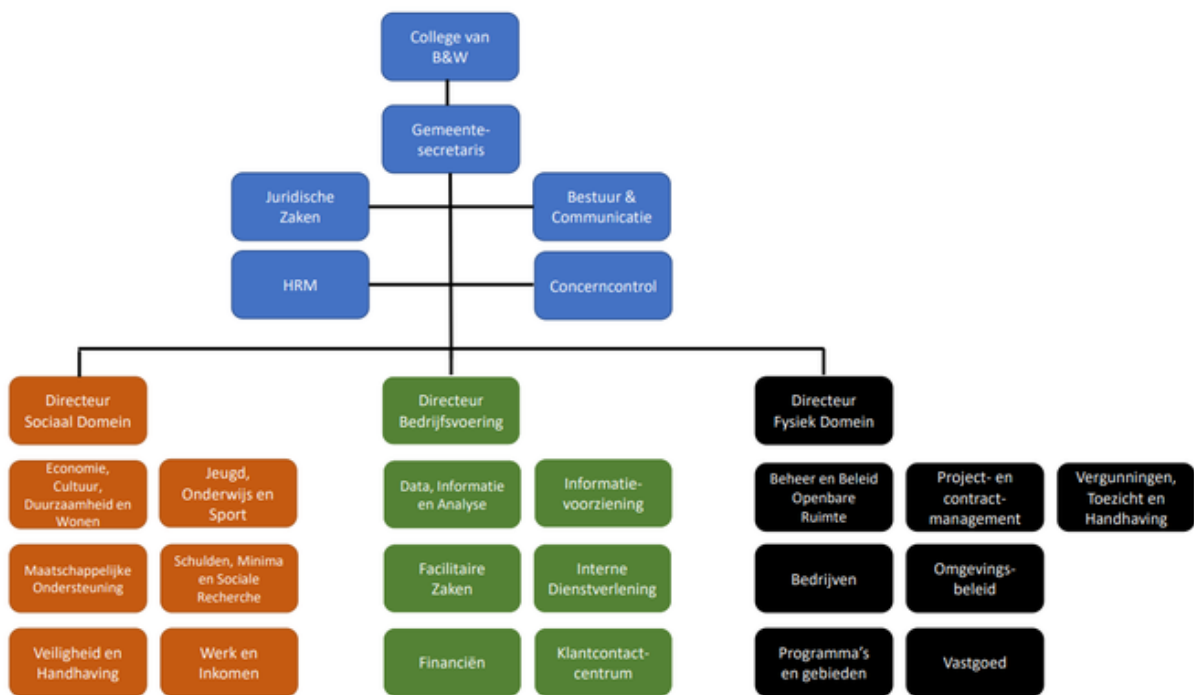 College van
B&W
Gemeente-
secretaris
Juridische
Zaken
Bestuur &
Communicatie
HRM
Concerncontrol
Directeur
Sociaal Domein
Directeur
Bedrijfsvoering
Directeur
Fysiek Domein
Economie,
Cultuur,
Duurzaamheid en
Wonen
Jeugd,
Onderwijs en
Sport
Data, Informatie
en Analyse
Informatie-
voorziening
Beheer en Beleid
Openbare
Ruimte
Project- en
contract-
management
Vergunningen,
Toezicht en
Handhaving
Maatschappelijke
Ondersteuning
Schulden, Minima
en Sociale
Recherche
Facilitaire
Zaken
Interne
Dienstverlening
Bedrijven
Omgevings-
beleid
Veiligheid en
Handhaving
Werk en
Inkomen
Financiën
Klantcontact-
centrum
Programma's
en gebieden
Vastgoed